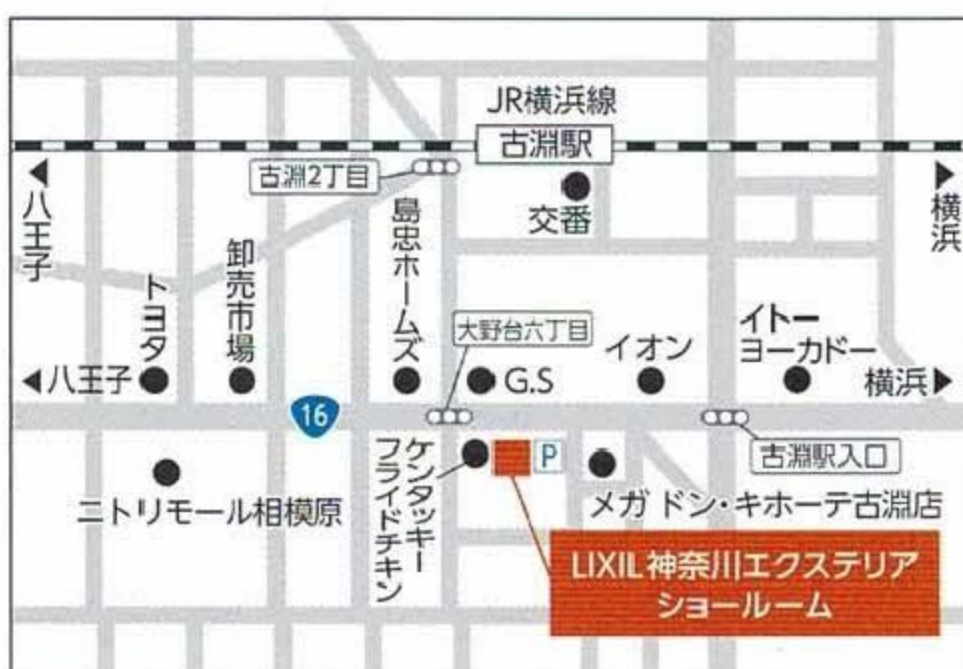 JR横浜線
古淵駅
古淵2丁目
八王子
横浜
交番
島忠ホームズ
卸売市場
トヨタ
大野台六丁目
イオン
イトー
ヨーカドー
八王子
G.S
横浜
16
ケンタッキー
フライドチキン
P
古淵駅入口
ニトリモール相模原
メガ ドン・キホーテ古淵店
LIXIL神奈川エクステリア
ショールーム